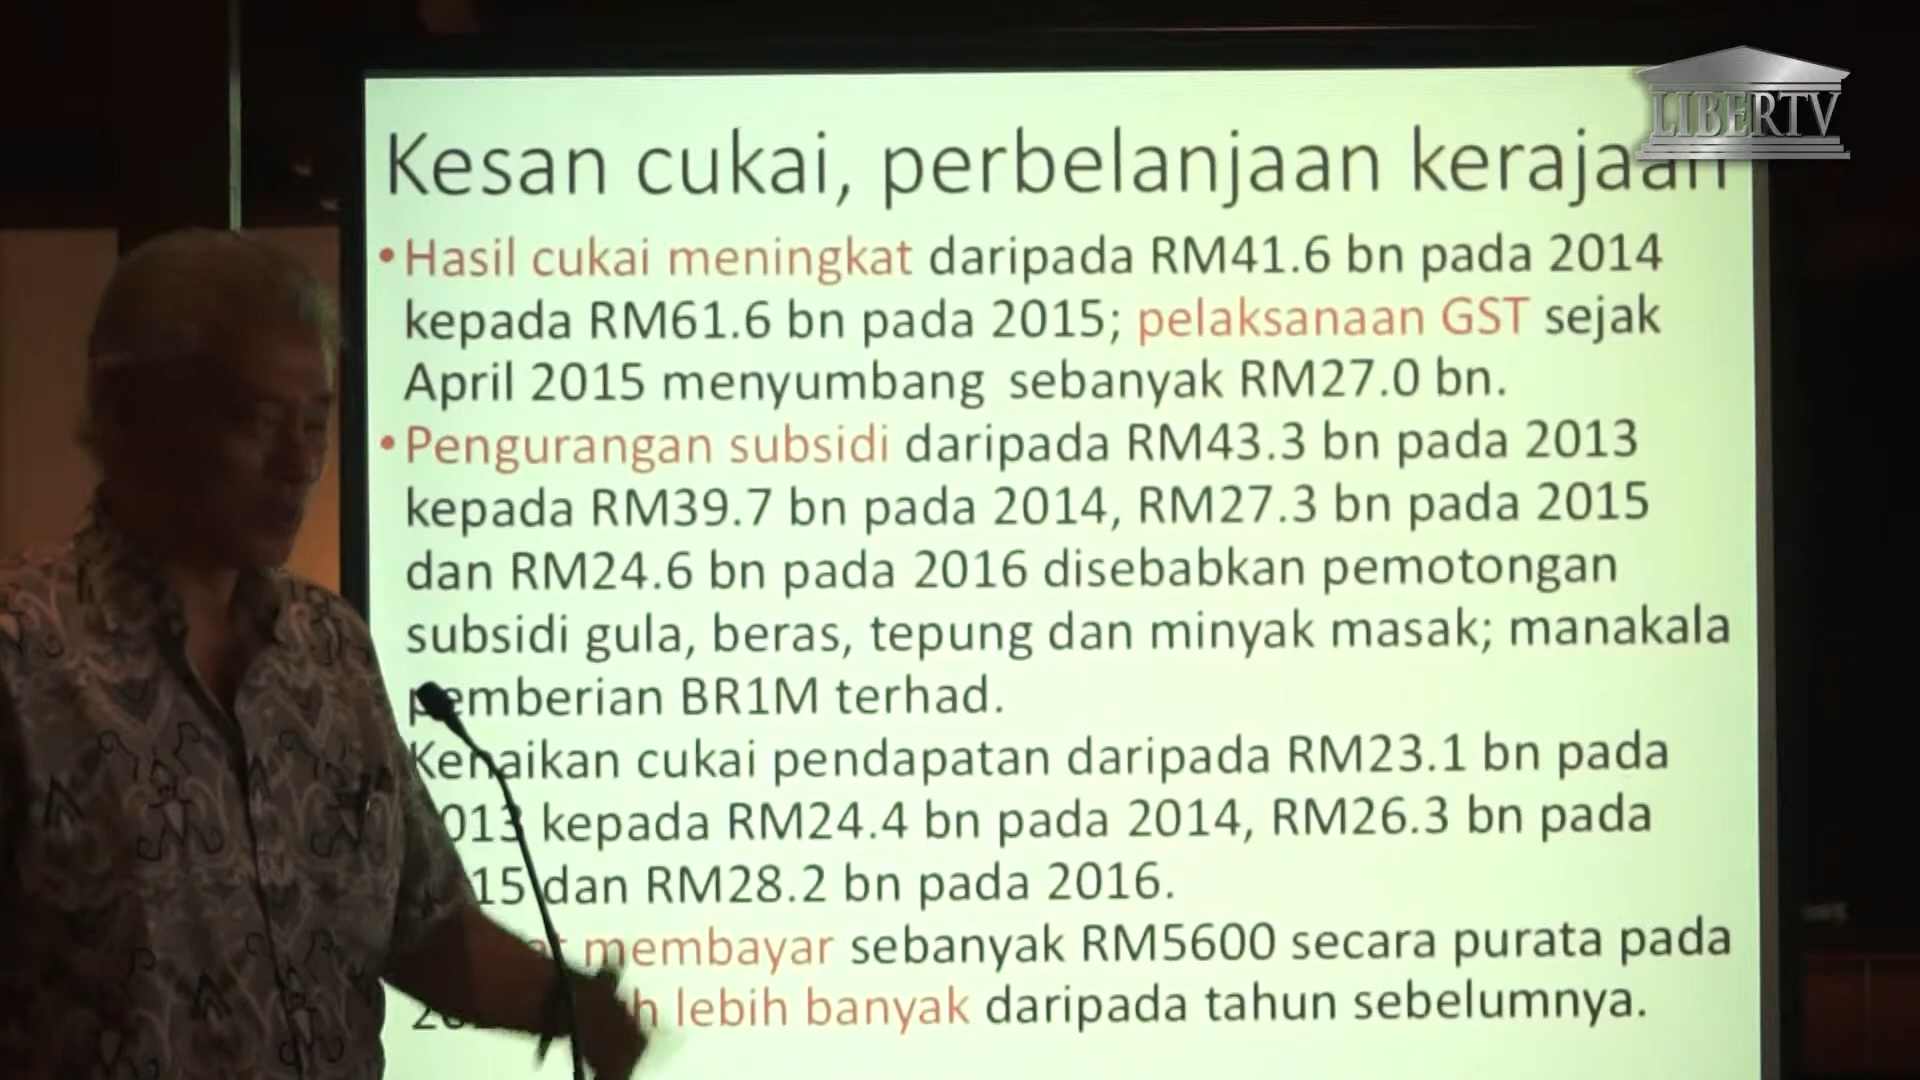 LIBERTV
Kesan cukai, perbelanjaan kerajaan
•Hasil cukai meningkat daripada RM41.6 bn pada 2014
kepada RM61.6 bn pada 2015; pelaksanaan GST sejak
April 2015 menyumbang sebanyak RM27.0 bn.
•Pengurangan subsidi daripada RM43.3 bn pada 2013
kepada RM39.7 bn pada 2014, RM27.3 bn pada 2015
dan RM24.6 bn pada 2016 disebabkan pemotongan
subsidi gula, beras, tepung dan minyak masak; manakala
pemberian BR1M terhad.
Kenaikan cukai pendapatan daripada RM23.1 bn pada
2013 kepada RM24.4 bn pada 2014, RM26.3 bn pada
dan RM28.2 bn pada 2016.
membayar sebanyak RM5600 secara purata pada
lebih banyak daripada tahun sebelumnya.